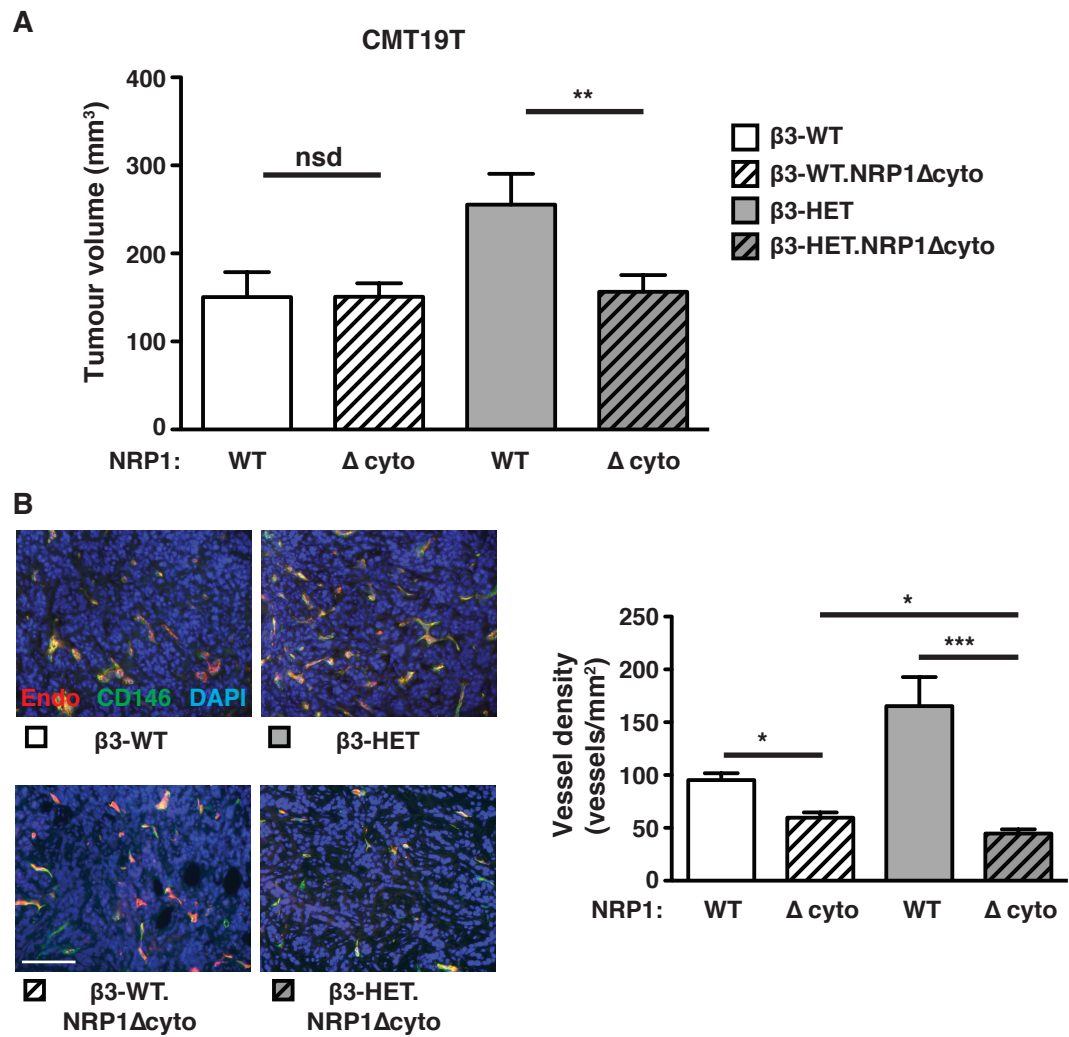 A
CMT19T
Tumour volume (mm³)
400
300
200
100
0
nsd
**
β3-WT
β3-WT.NRP1Δcyto
β3-HET
β3-HET.NRP1Δcyto
NRP1: WT Δ cyto WT Δ cyto
B
Endo CD146 DAPI
β3-WT
β3-HET
β3-WT.
NRP1Δcyto
β3-HET.
NRP1Δcyto
Vessel density
(vessels/mm²)
250
200
150
100
50
0
*
***
*
NRP1: WT Δ cyto WT Δ cyto